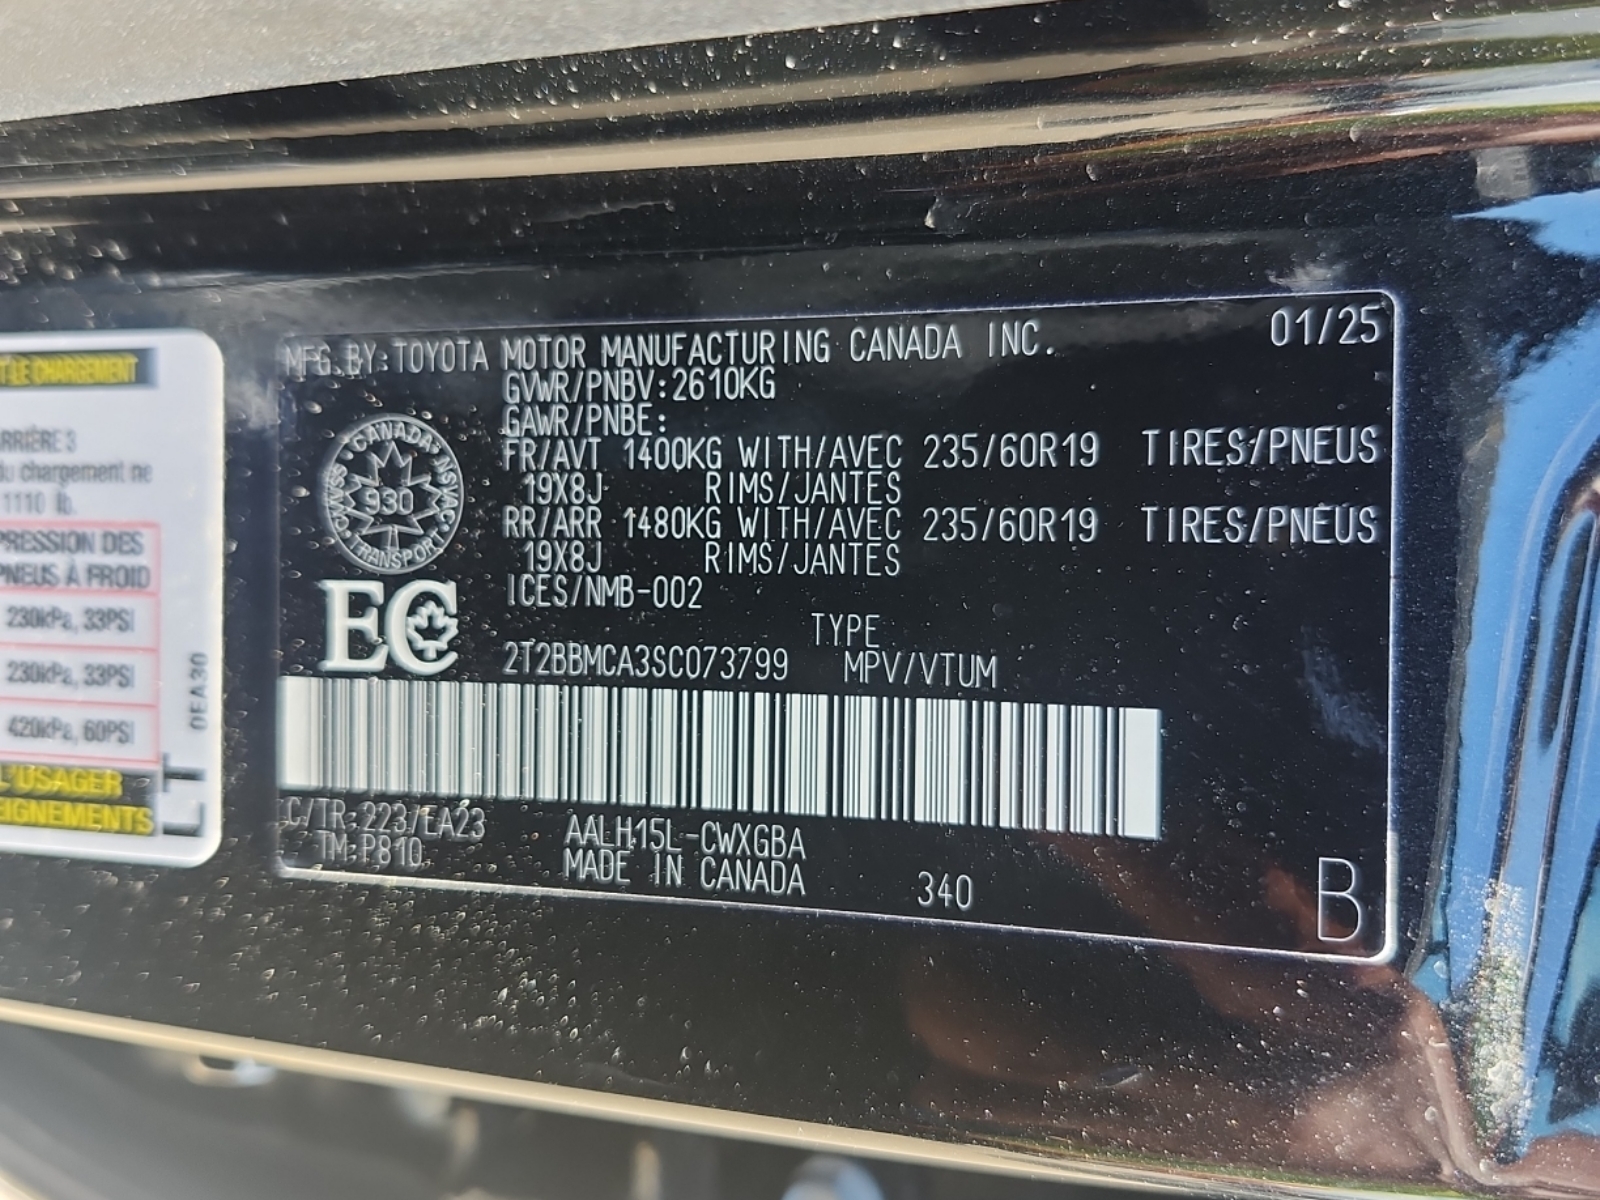 T LE CHARGEMENT
RRIÈRE 3
du chargement ne
1110 lb.
PRESSION DES
PNEUS À FROID
230kPa, 33PSI
230kPa, 33PSI
420kPa, 60PSI
L'USAGER
EIGNEMENTS
0EA30
MFG.BY:TOYOTA MOTOR MANUFACTURING CANADA INC. 01/25
GVWR/PNBV:2610KG
GAWR/PNBE:
FR/AVT 1400KG WITH/AVEC 235/60R19 TIRES/PNEUS
19X8J RIMS/JANTES
RR/ARR 1480KG WITH/AVEC 235/60R19 TIRES/PNEUS
19X8J RIMS/JANTES
ICES/NMB-002
CANADA
CMVSS
NSVAC
930
TRANSPORT
EC
TYPE
2T2BBMCA3SC073799 MPV/VTUM
C/TR:223/EA23 AALH15L-CWXGBA
TM:P810 MADE IN CANADA 340 B